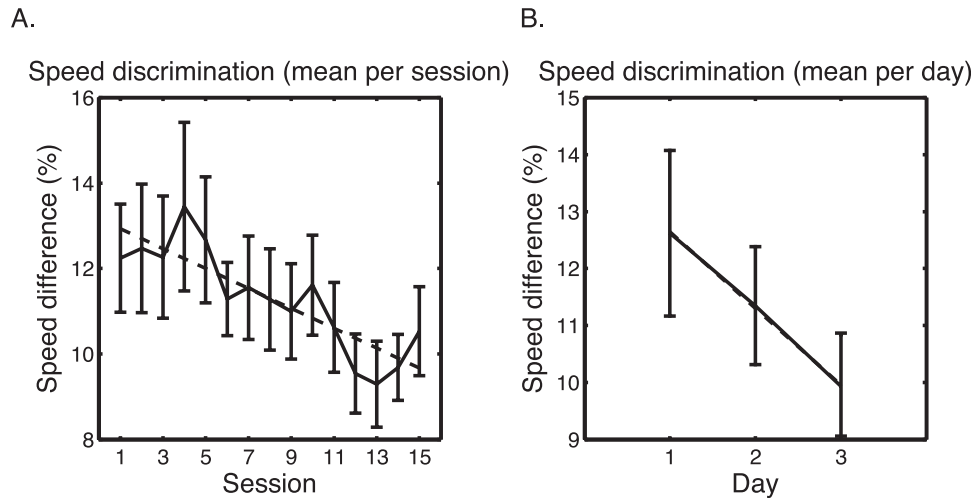 A.
Speed discrimination (mean per session)
Speed difference (%)
16
14
12
10
8
1 3 5 7 9 11 13 15
Session
B.
Speed discrimination (mean per day)
Speed difference (%)
15
14
13
12
11
10
9
1 2 3
Day